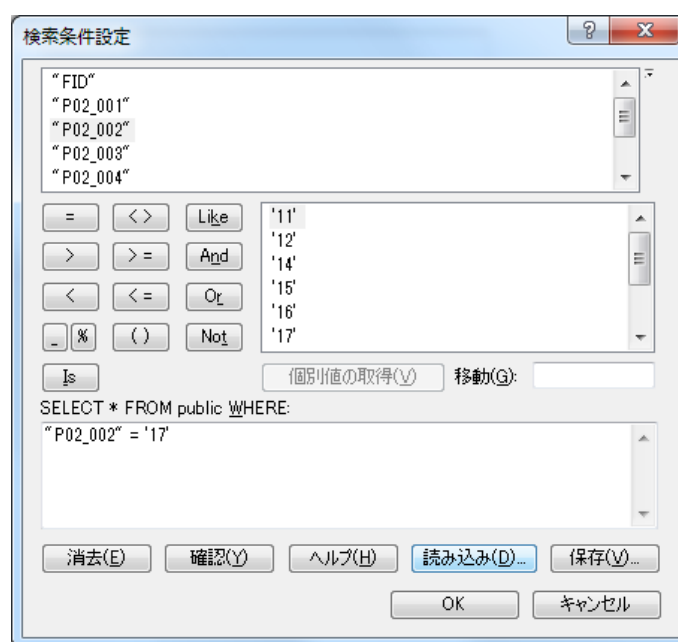 検索条件設定
"FID"
"P02_001"
"P02_002"
"P02_003"
"P02_004"
= <> Like
> >= And
< <= Or
_ % () Not
Is
'11'
'12'
'14'
'15'
'16'
'17'
個別値の取得(V) 移動(G):
SELECT * FROM public WHERE:
"P02_002" = '17'
消去(E) 確認(Y) ヘルプ(H) 読み込み(D)... 保存(V)...
OK キャンセル